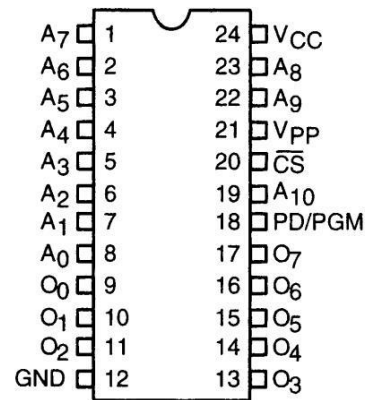 A7 1 24 VCC
A6 2 23 A8
A5 3 22 A9
A4 4 21 VPP
A3 5 20 C̅S̅
A2 6 19 A10
A1 7 18 PD/PGM
A0 8 17 O7
O0 9 16 O6
O1 10 15 O5
O2 11 14 O4
GND 12 13 O3